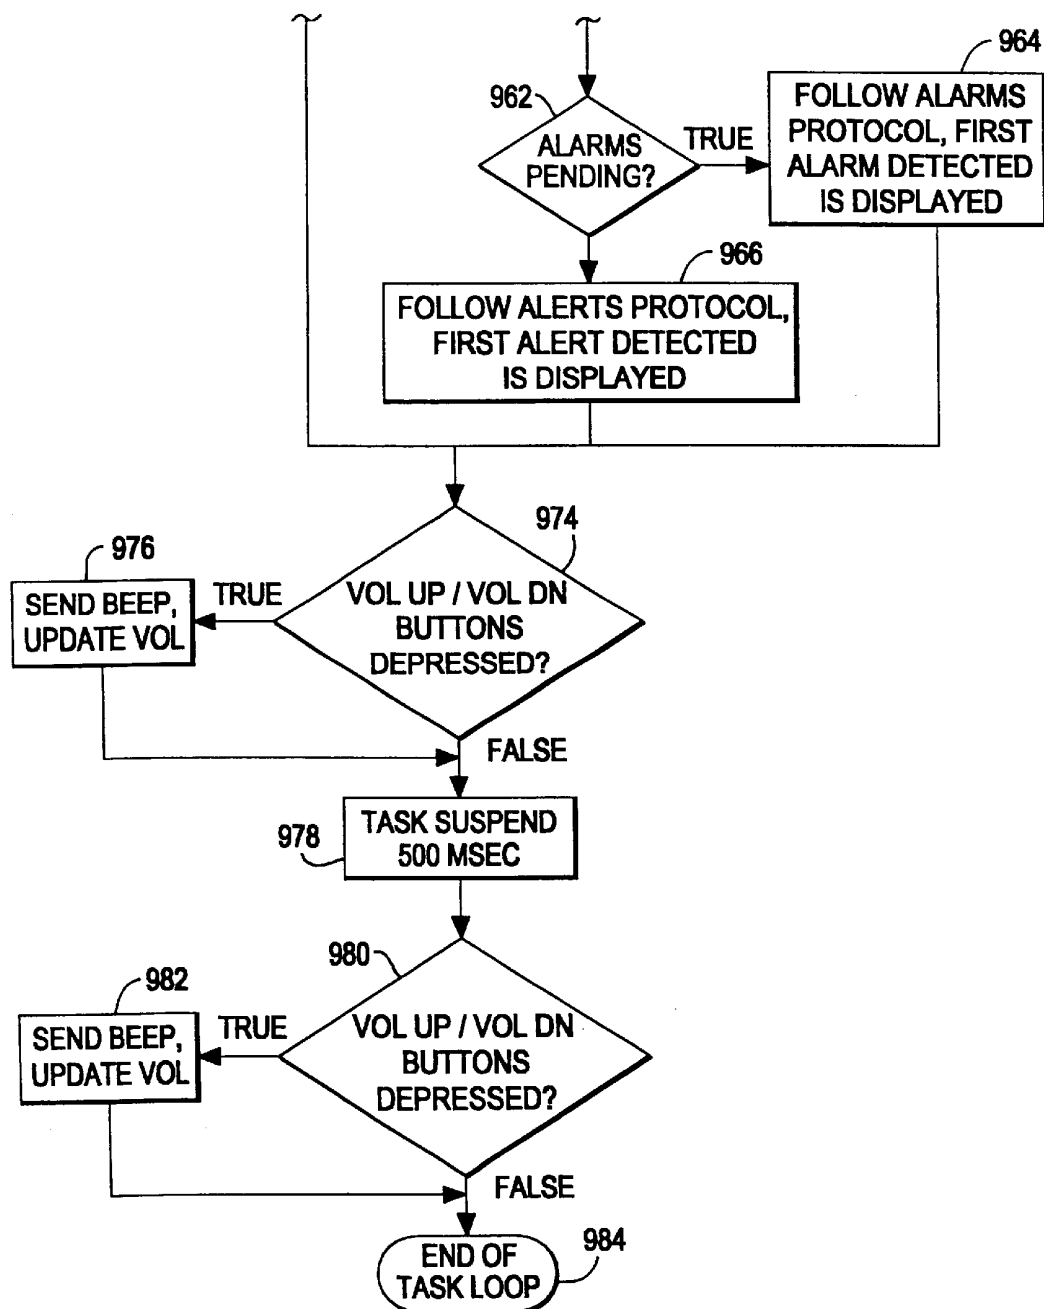 964
962
FOLLOW ALARMS
PROTOCOL, FIRST
ALARM DETECTED
IS DISPLAYED
TRUE
ALARMS
PENDING?
966
FOLLOW ALERTS PROTOCOL,
FIRST ALERT DETECTED
IS DISPLAYED
974
976
TRUE
SEND BEEP,
UPDATE VOL
VOL UP / VOL DN
BUTTONS
DEPRESSED?
FALSE
TASK SUSPEND
500 MSEC
978
980
982
TRUE
SEND BEEP,
UPDATE VOL
VOL UP / VOL DN
BUTTONS
DEPRESSED?
FALSE
984
END OF
TASK LOOP